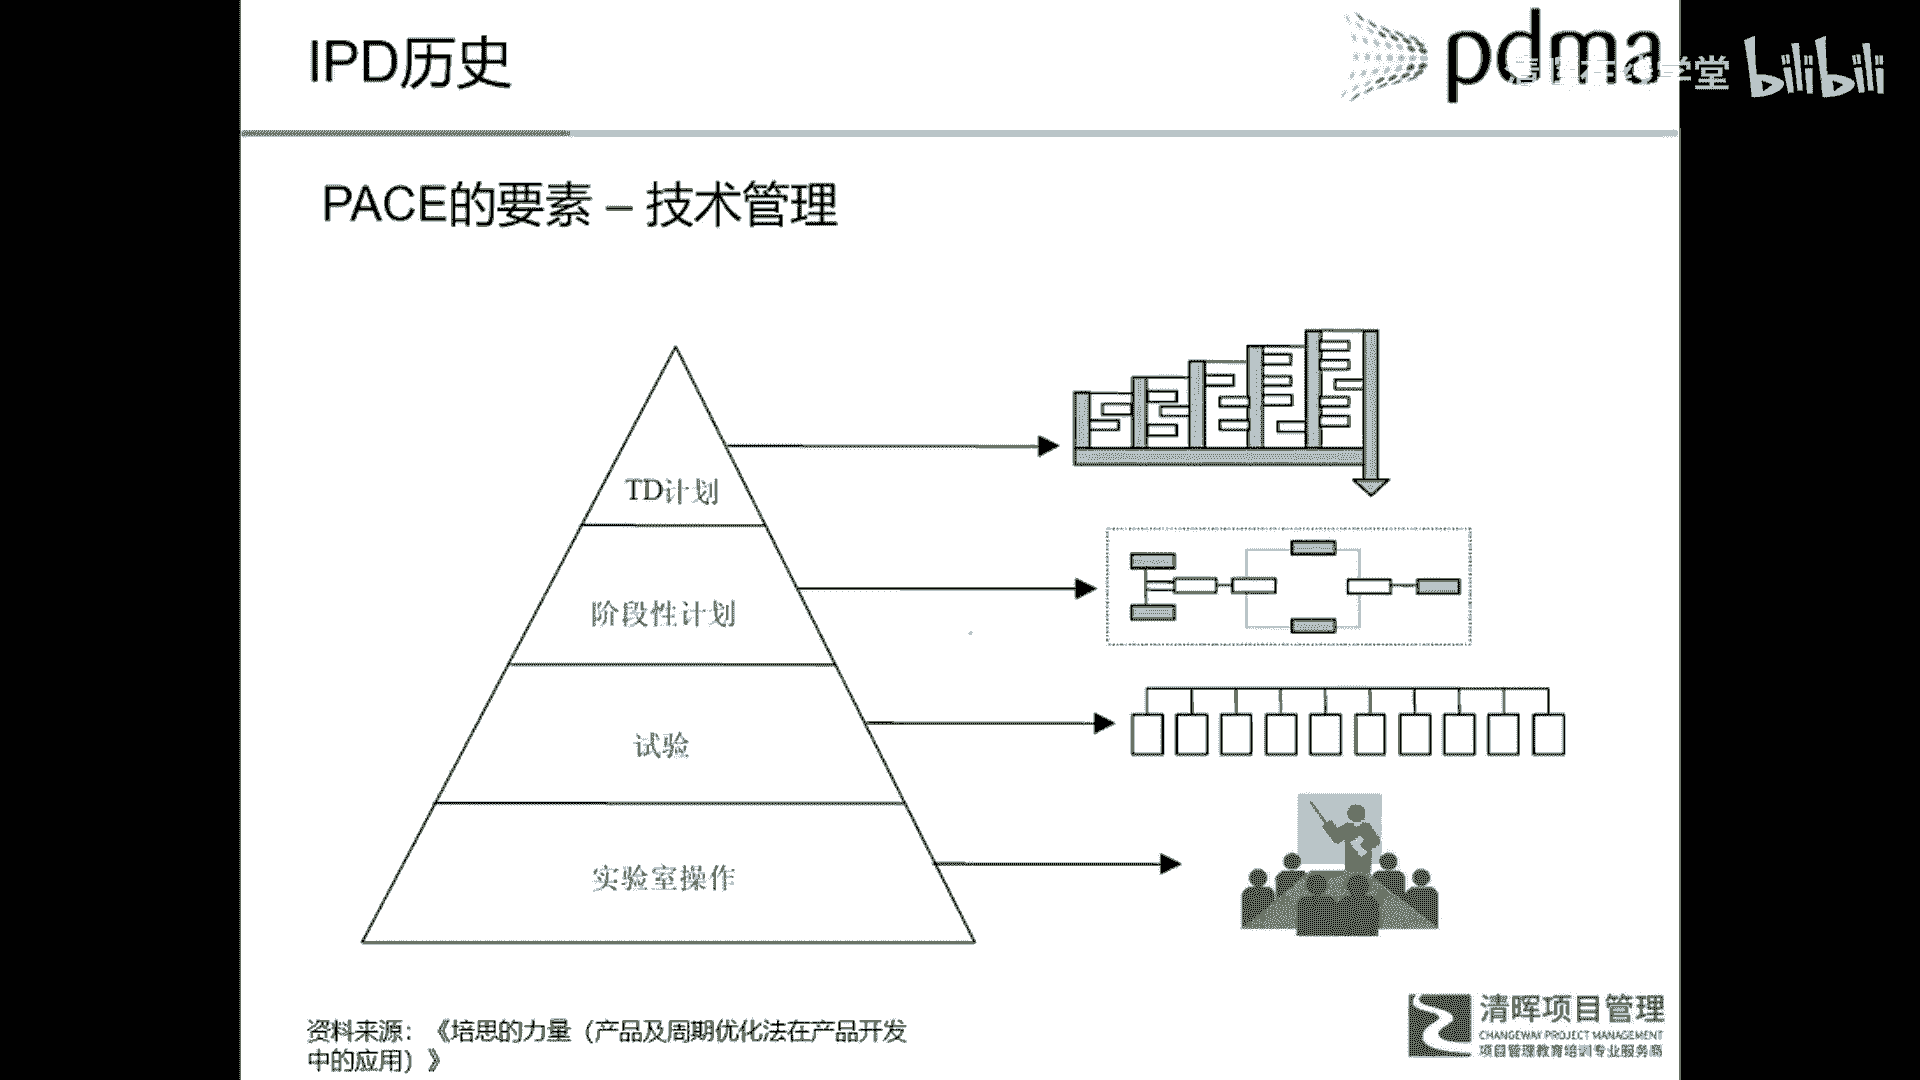 IPD历史
pdma
清晖在线学堂 bilibili
PACE的要素 – 技术管理
TD计划
阶段性计划
试验
实验室操作
资料来源：《培思的力量（产品及周期优化法在产品开发
中的应用）》
清晖项目管理
CHANGEWAY PROJECT MANAGEMENT
项目管理教育培训专业服务商